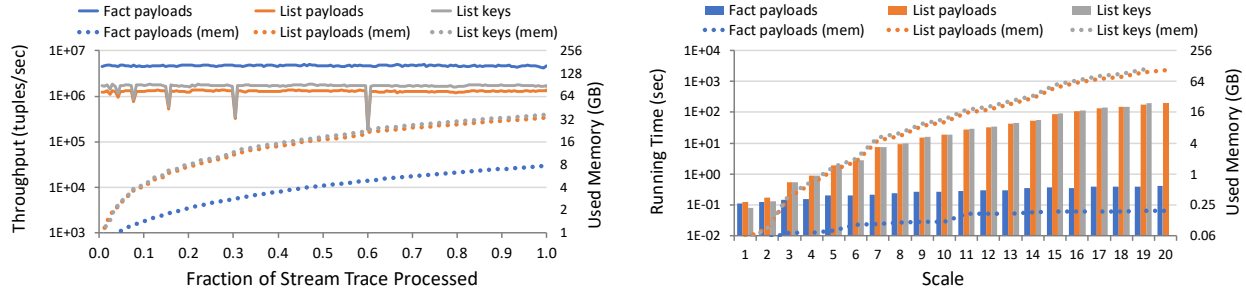 Fact payloads List payloads List keys
Fact payloads (mem) List payloads (mem) List keys (mem)
Throughput (tuples/sec)
1E+07
1E+06
1E+05
1E+04
1E+03
256
128
64
32
16
8
4
2
1
Used Memory (GB)
0.0 0.1 0.2 0.3 0.4 0.5 0.6 0.7 0.8 0.9 1.0
Fraction of Stream Trace Processed
Fact payloads List payloads List keys
Fact payloads (mem) List payloads (mem) List keys (mem)
Running Time (sec)
1E+04
1E+03
1E+02
1E+01
1E+00
1E-01
1E-02
256
64
16
4
1
0.25
0.06
Used Memory (GB)
1 2 3 4 5 6 7 8 9 10 11 12 13 14 15 16 17 18 19 20
Scale